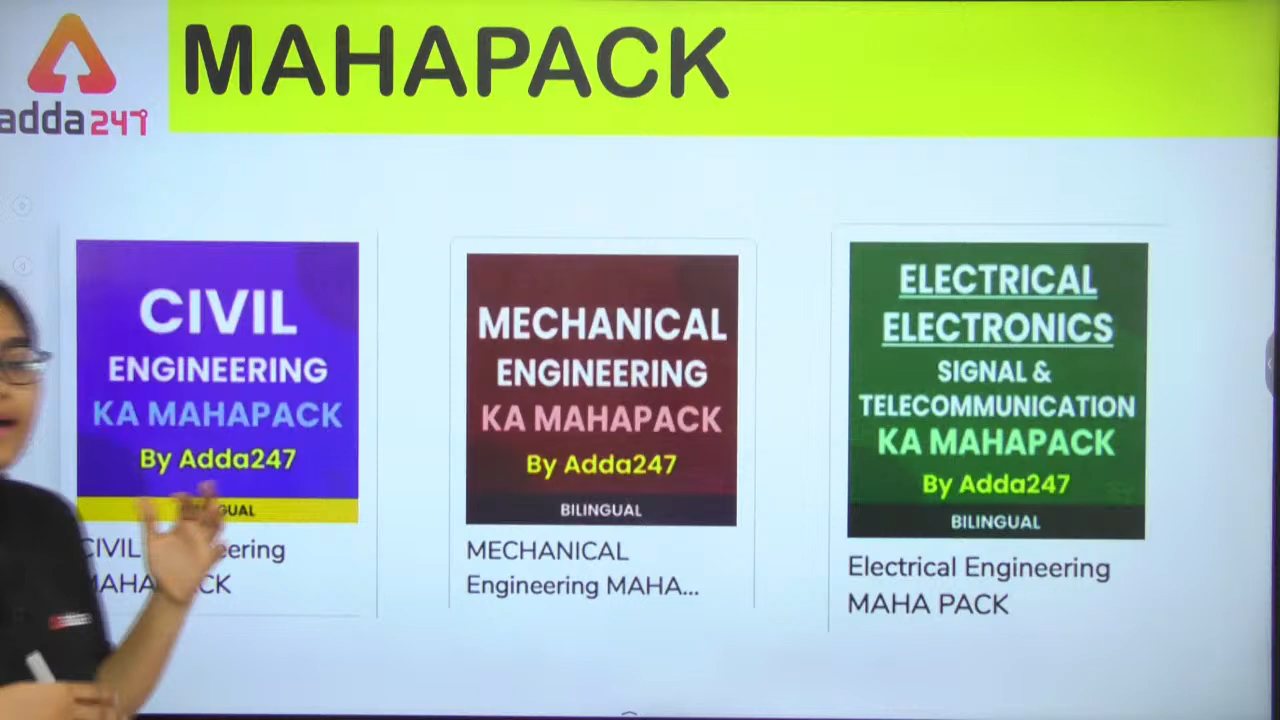 adda247
MAHAPACK
CIVIL
ENGINEERING
KA MAHAPACK
By Adda247
CIVIL
MECHANICAL
ENGINEERING
KA MAHAPACK
By Adda247
BILINGUAL
MECHANICAL
Engineering MAHA...
ELECTRICAL
ELECTRONICS
SIGNAL &
TELECOMMUNICATION
KA MAHAPACK
By Adda247
BILINGUAL
Electrical Engineering
MAHA PACK